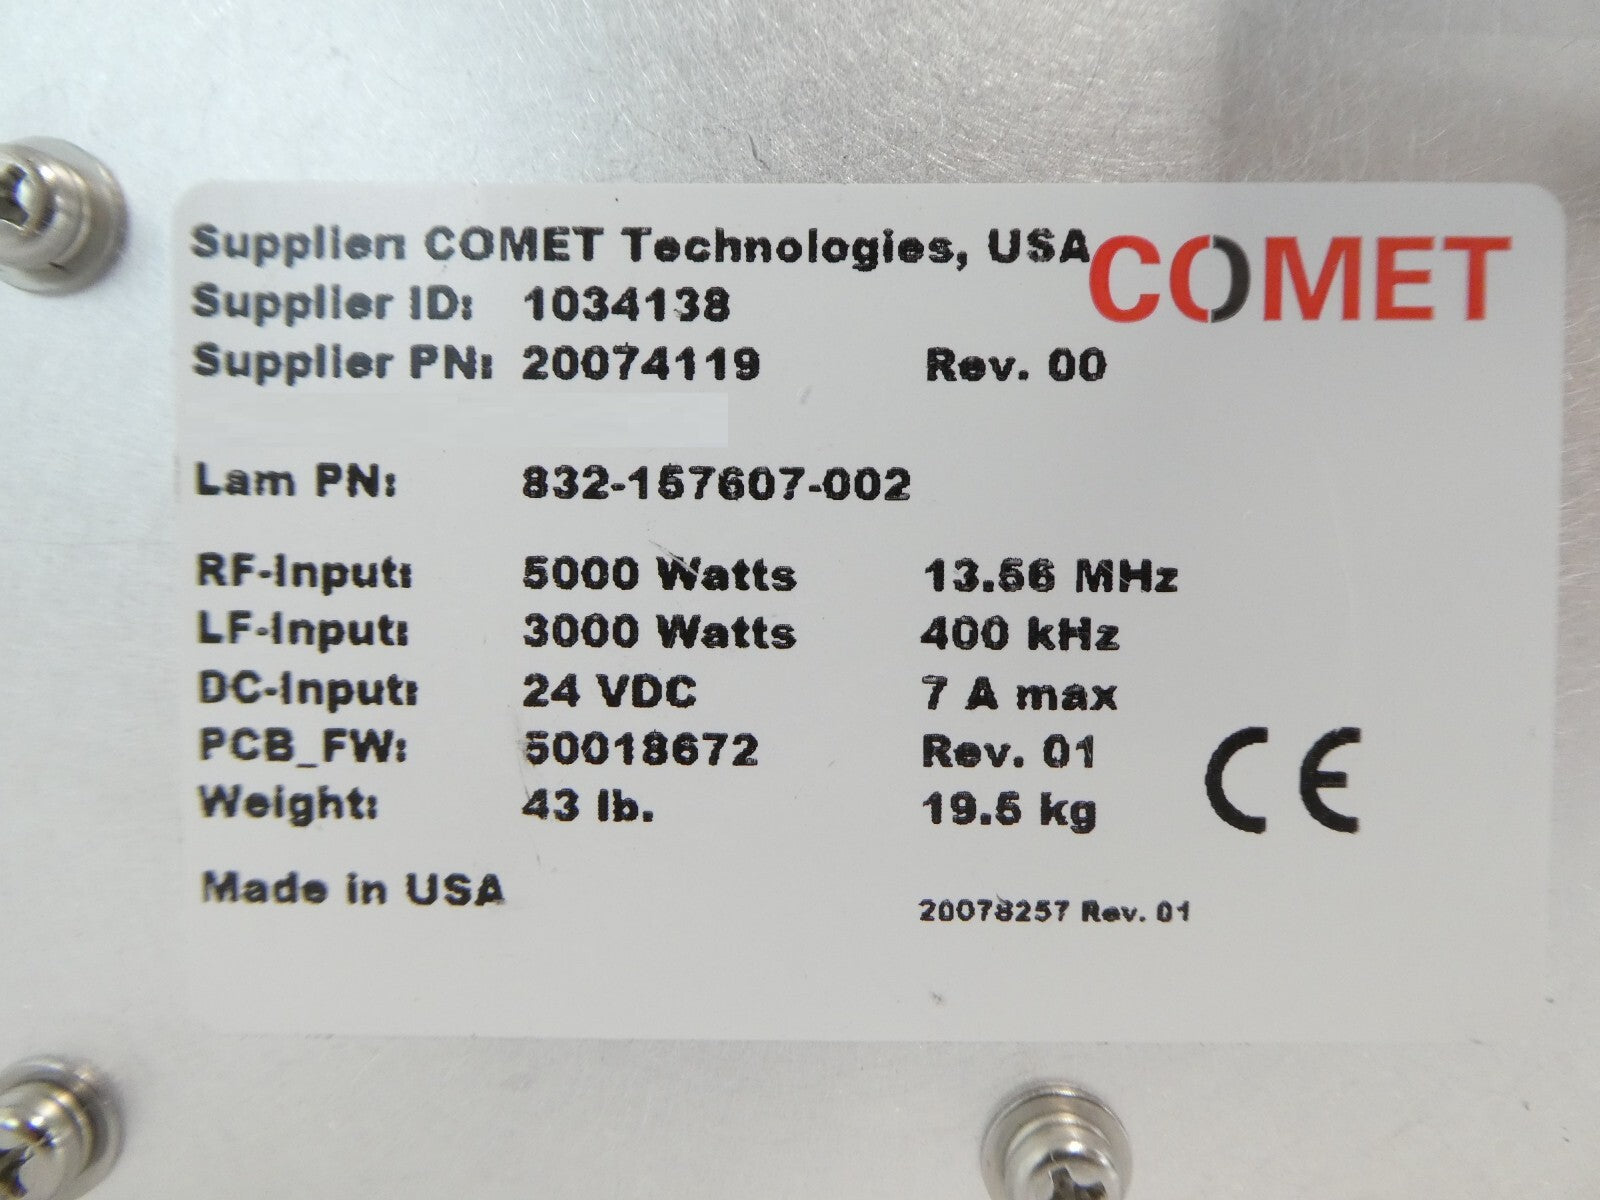 Supplier: COMET Technologies, USA
COMET
Supplier ID: 1034138
Supplier PN: 20074119 Rev. 00
Lam PN: 832-157607-002
RF-Input: 5000 Watts 13.56 MHz
LF-Input: 3000 Watts 400 kHz
DC-Input: 24 VDC 7 A max
PCB_FW: 50018672 Rev. 01
Weight: 43 lb. 19.5 kg
CE
Made in USA
20078257 Rev. 01